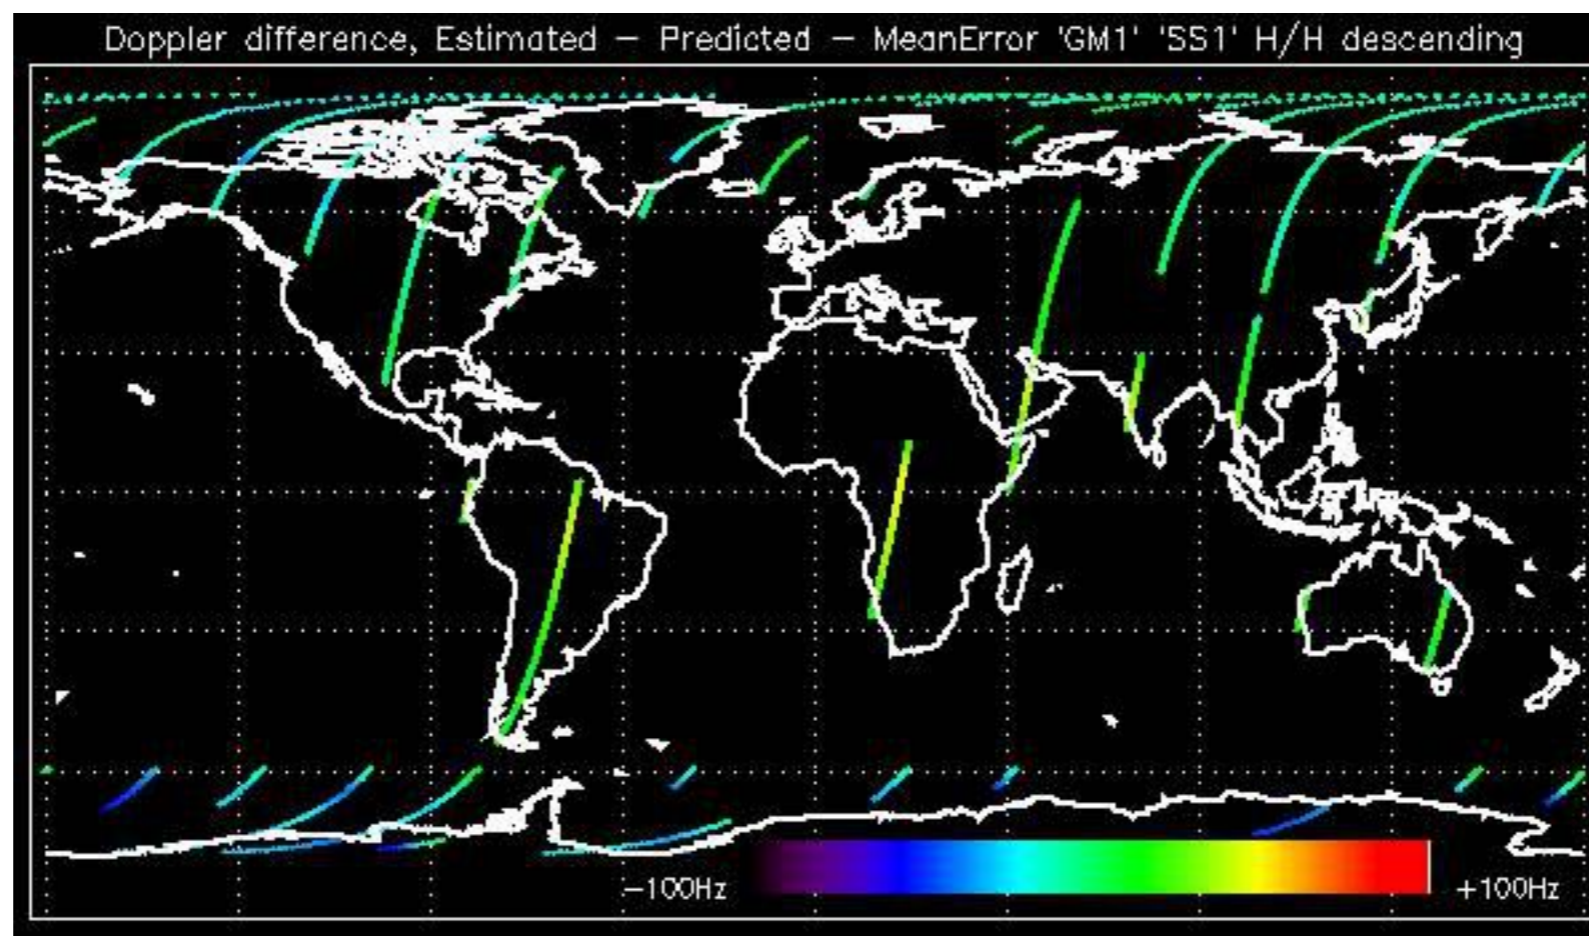 Doppler difference, Estimated – Predicted – MeanError 'GM1' 'SS1' H/H descending
–100Hz +100Hz